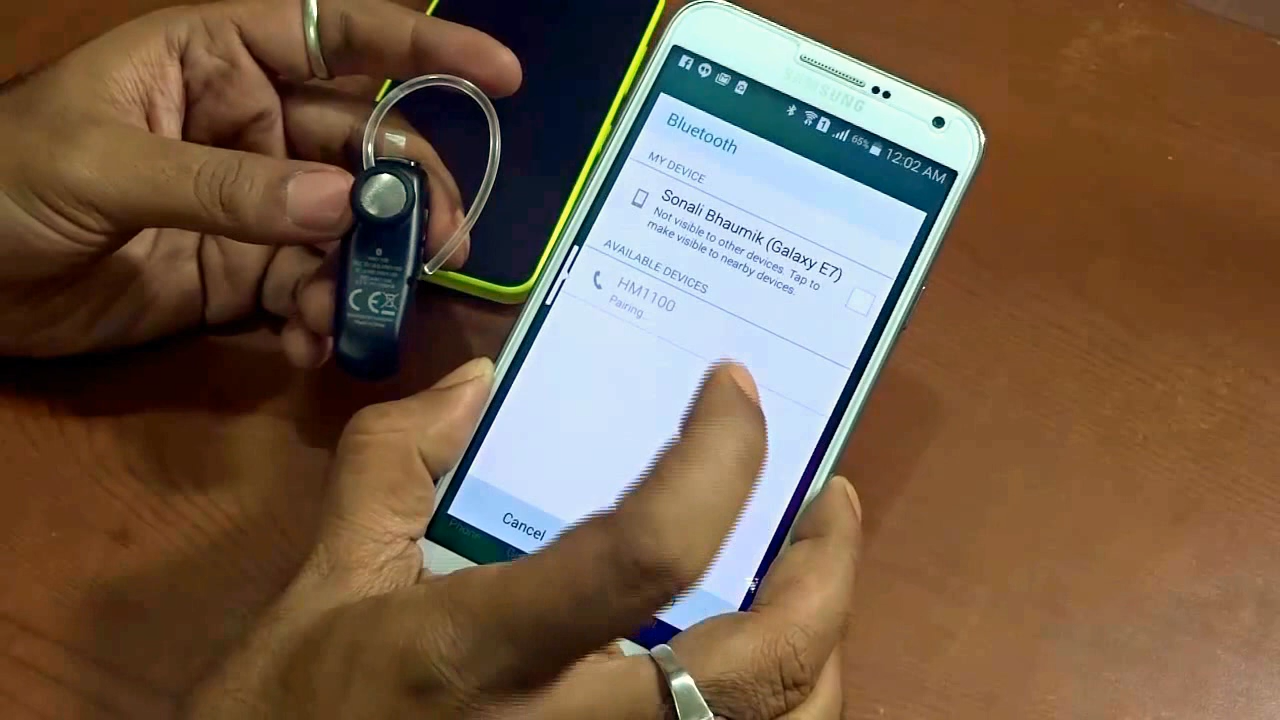 SAMSUNG
65% 12:02 AM
Bluetooth
MY DEVICE
Sonali Bhaumik (Galaxy E7)
Not visible to other devices. Tap to
make visible to nearby devices.
AVAILABLE DEVICES
HM1100
Pairing...
Cancel
CE